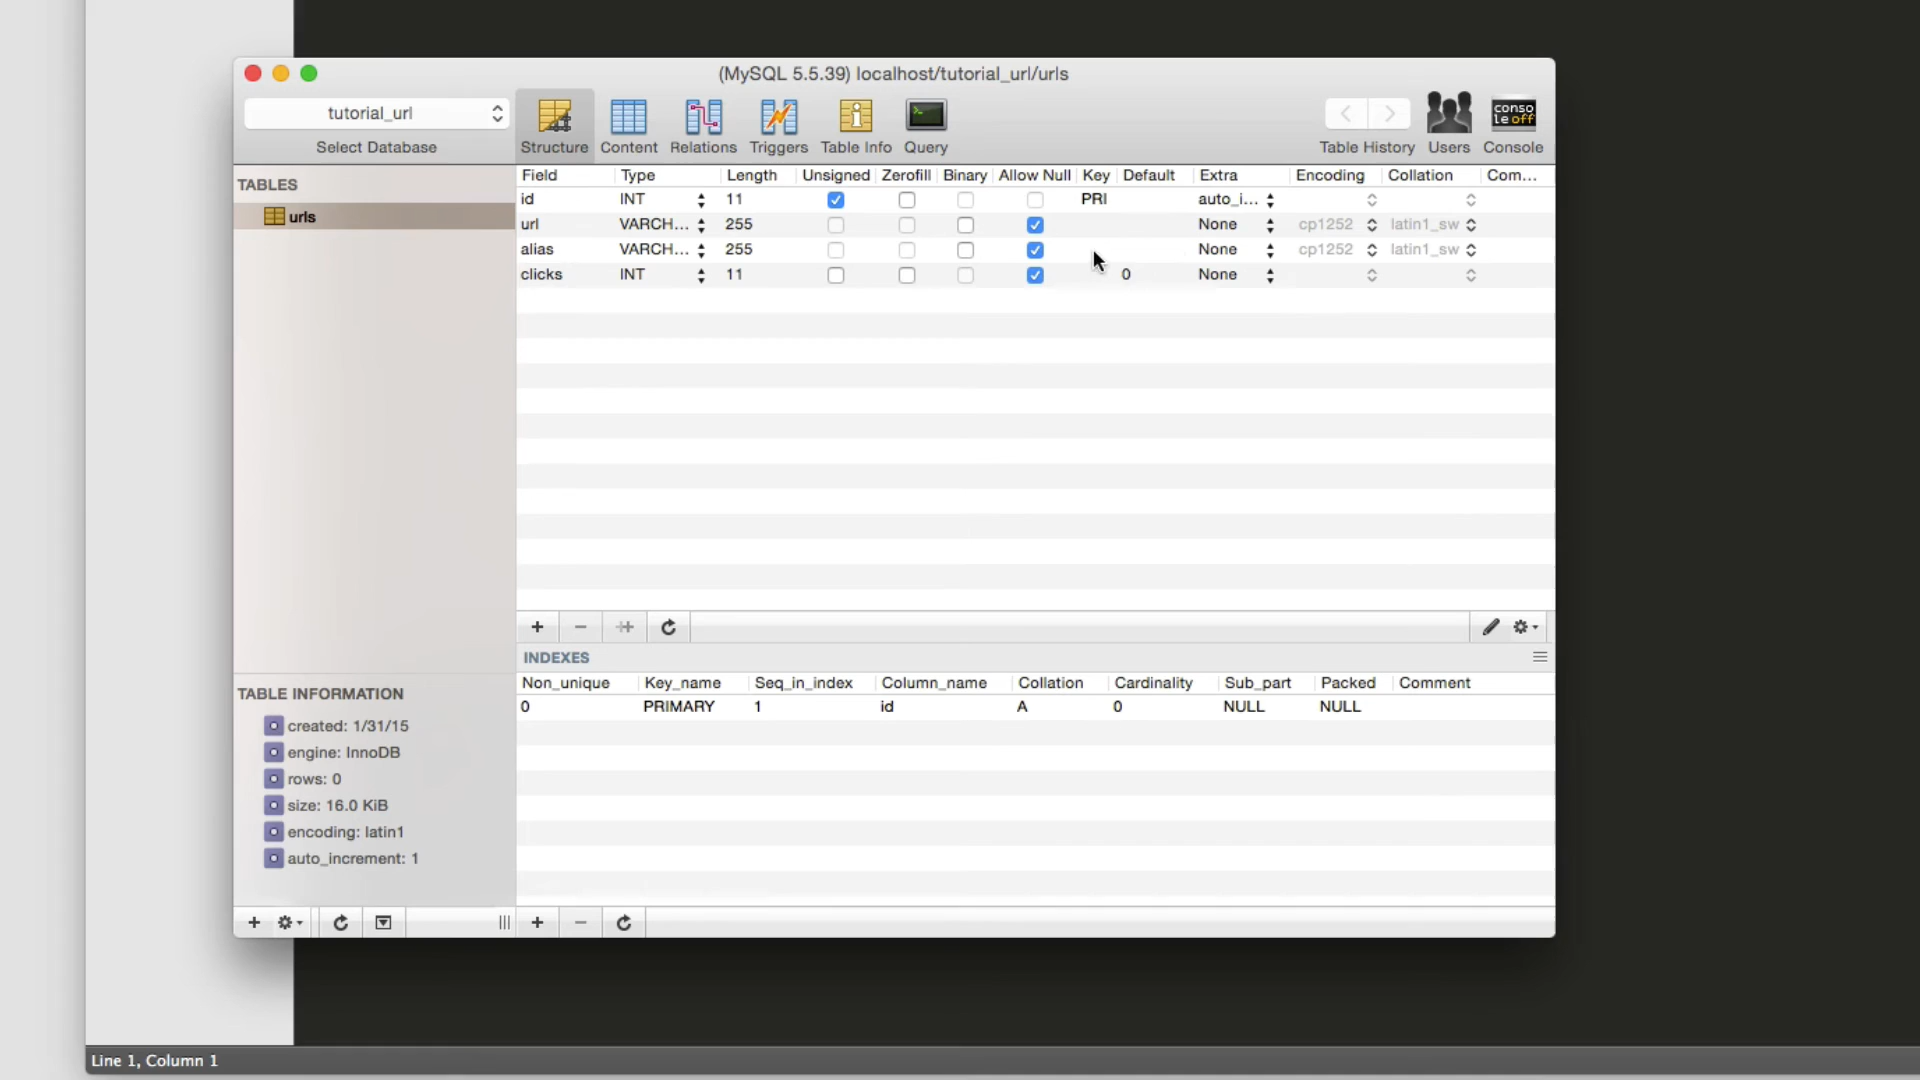 (MySQL 5.5.39) localhost/tutorial_url/urls
tutorial_url
Select Database
Structure Content Relations Triggers Table Info Query
conso
le off
Table History Users Console
TABLES
urls
Field Type Length Unsigned Zerofill Binary Allow Null Key Default Extra Encoding Collation Com...
id INT 11 PRI auto_i...
url VARCH... 255 None cp1252 latin1_sw
alias VARCH... 255 None cp1252 latin1_sw
clicks INT 11 0 None
INDEXES
Non_unique Key_name Seq_in_index Column_name Collation Cardinality Sub_part Packed Comment
0 PRIMARY 1 id A 0 NULL NULL
TABLE INFORMATION
created: 1/31/15
engine: InnoDB
rows: 0
size: 16.0 KiB
encoding: latin1
auto_increment: 1
Line 1, Column 1